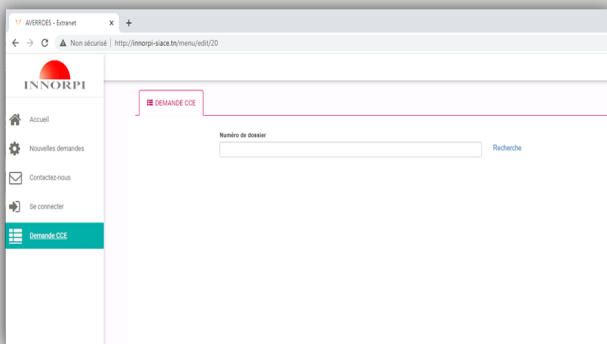 AVERROES - Extranet
Non sécurisé | http://innorpi-siace.tn/menu/edit/20
INNORPI
DEMANDE CCE
Accueil
Numéro de dossier
Recherche
Nouvelles demandes
Contactez-nous
Se connecter
Demande CCE